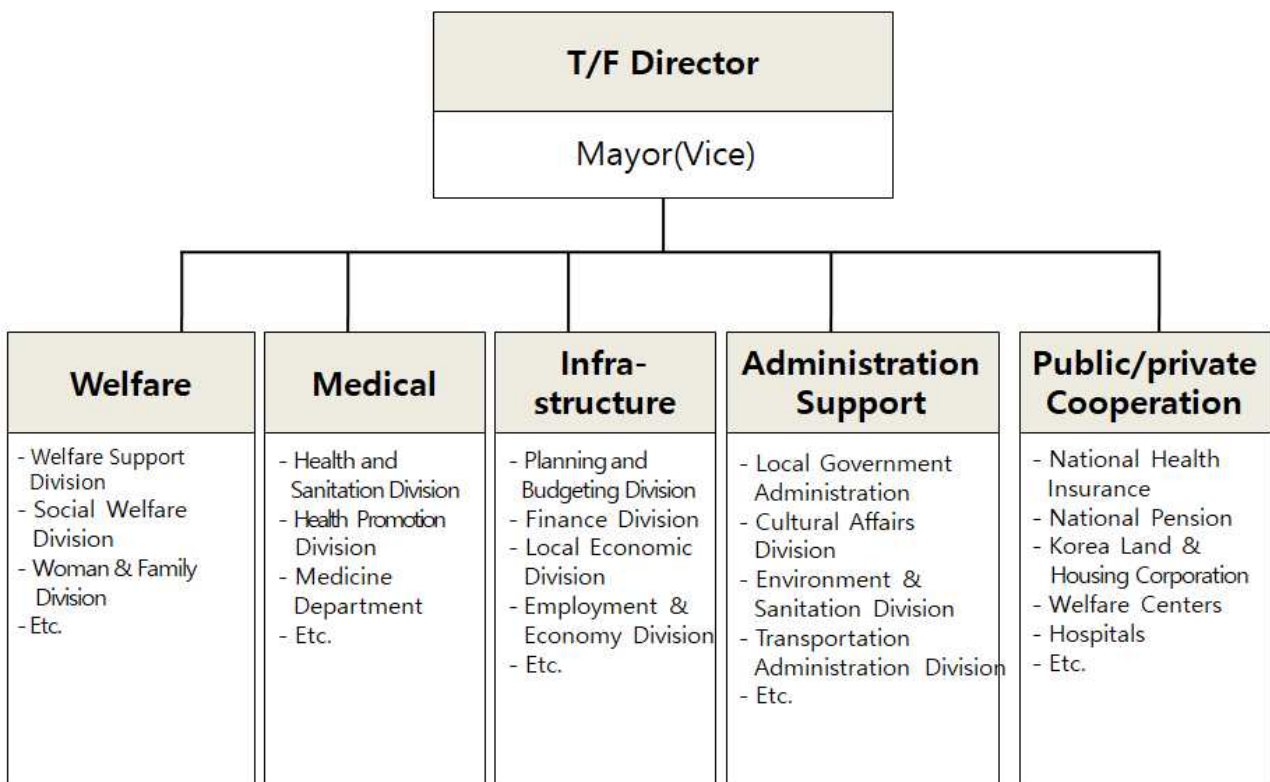 T/F Director
Mayor(Vice)
Welfare
- Welfare Support
Division
- Social Welfare
Division
- Woman & Family
Division
- Etc.
Medical
- Health and
Sanitation Division
- Health Promotion
Division
- Medicine
Department
- Etc.
Infra-
structure
- Planning and
Budgeting Division
- Finance Division
- Local Economic
Division
- Employment &
Economy Division
- Etc.
Administration
Support
- Local Government
Administration
- Cultural Affairs
Division
- Environment &
Sanitation Division
- Transportation
Administration Division
- Etc.
Public/private
Cooperation
- National Health
Insurance
- National Pension
- Korea Land &
Housing Corporation
- Welfare Centers
- Hospitals
- Etc.